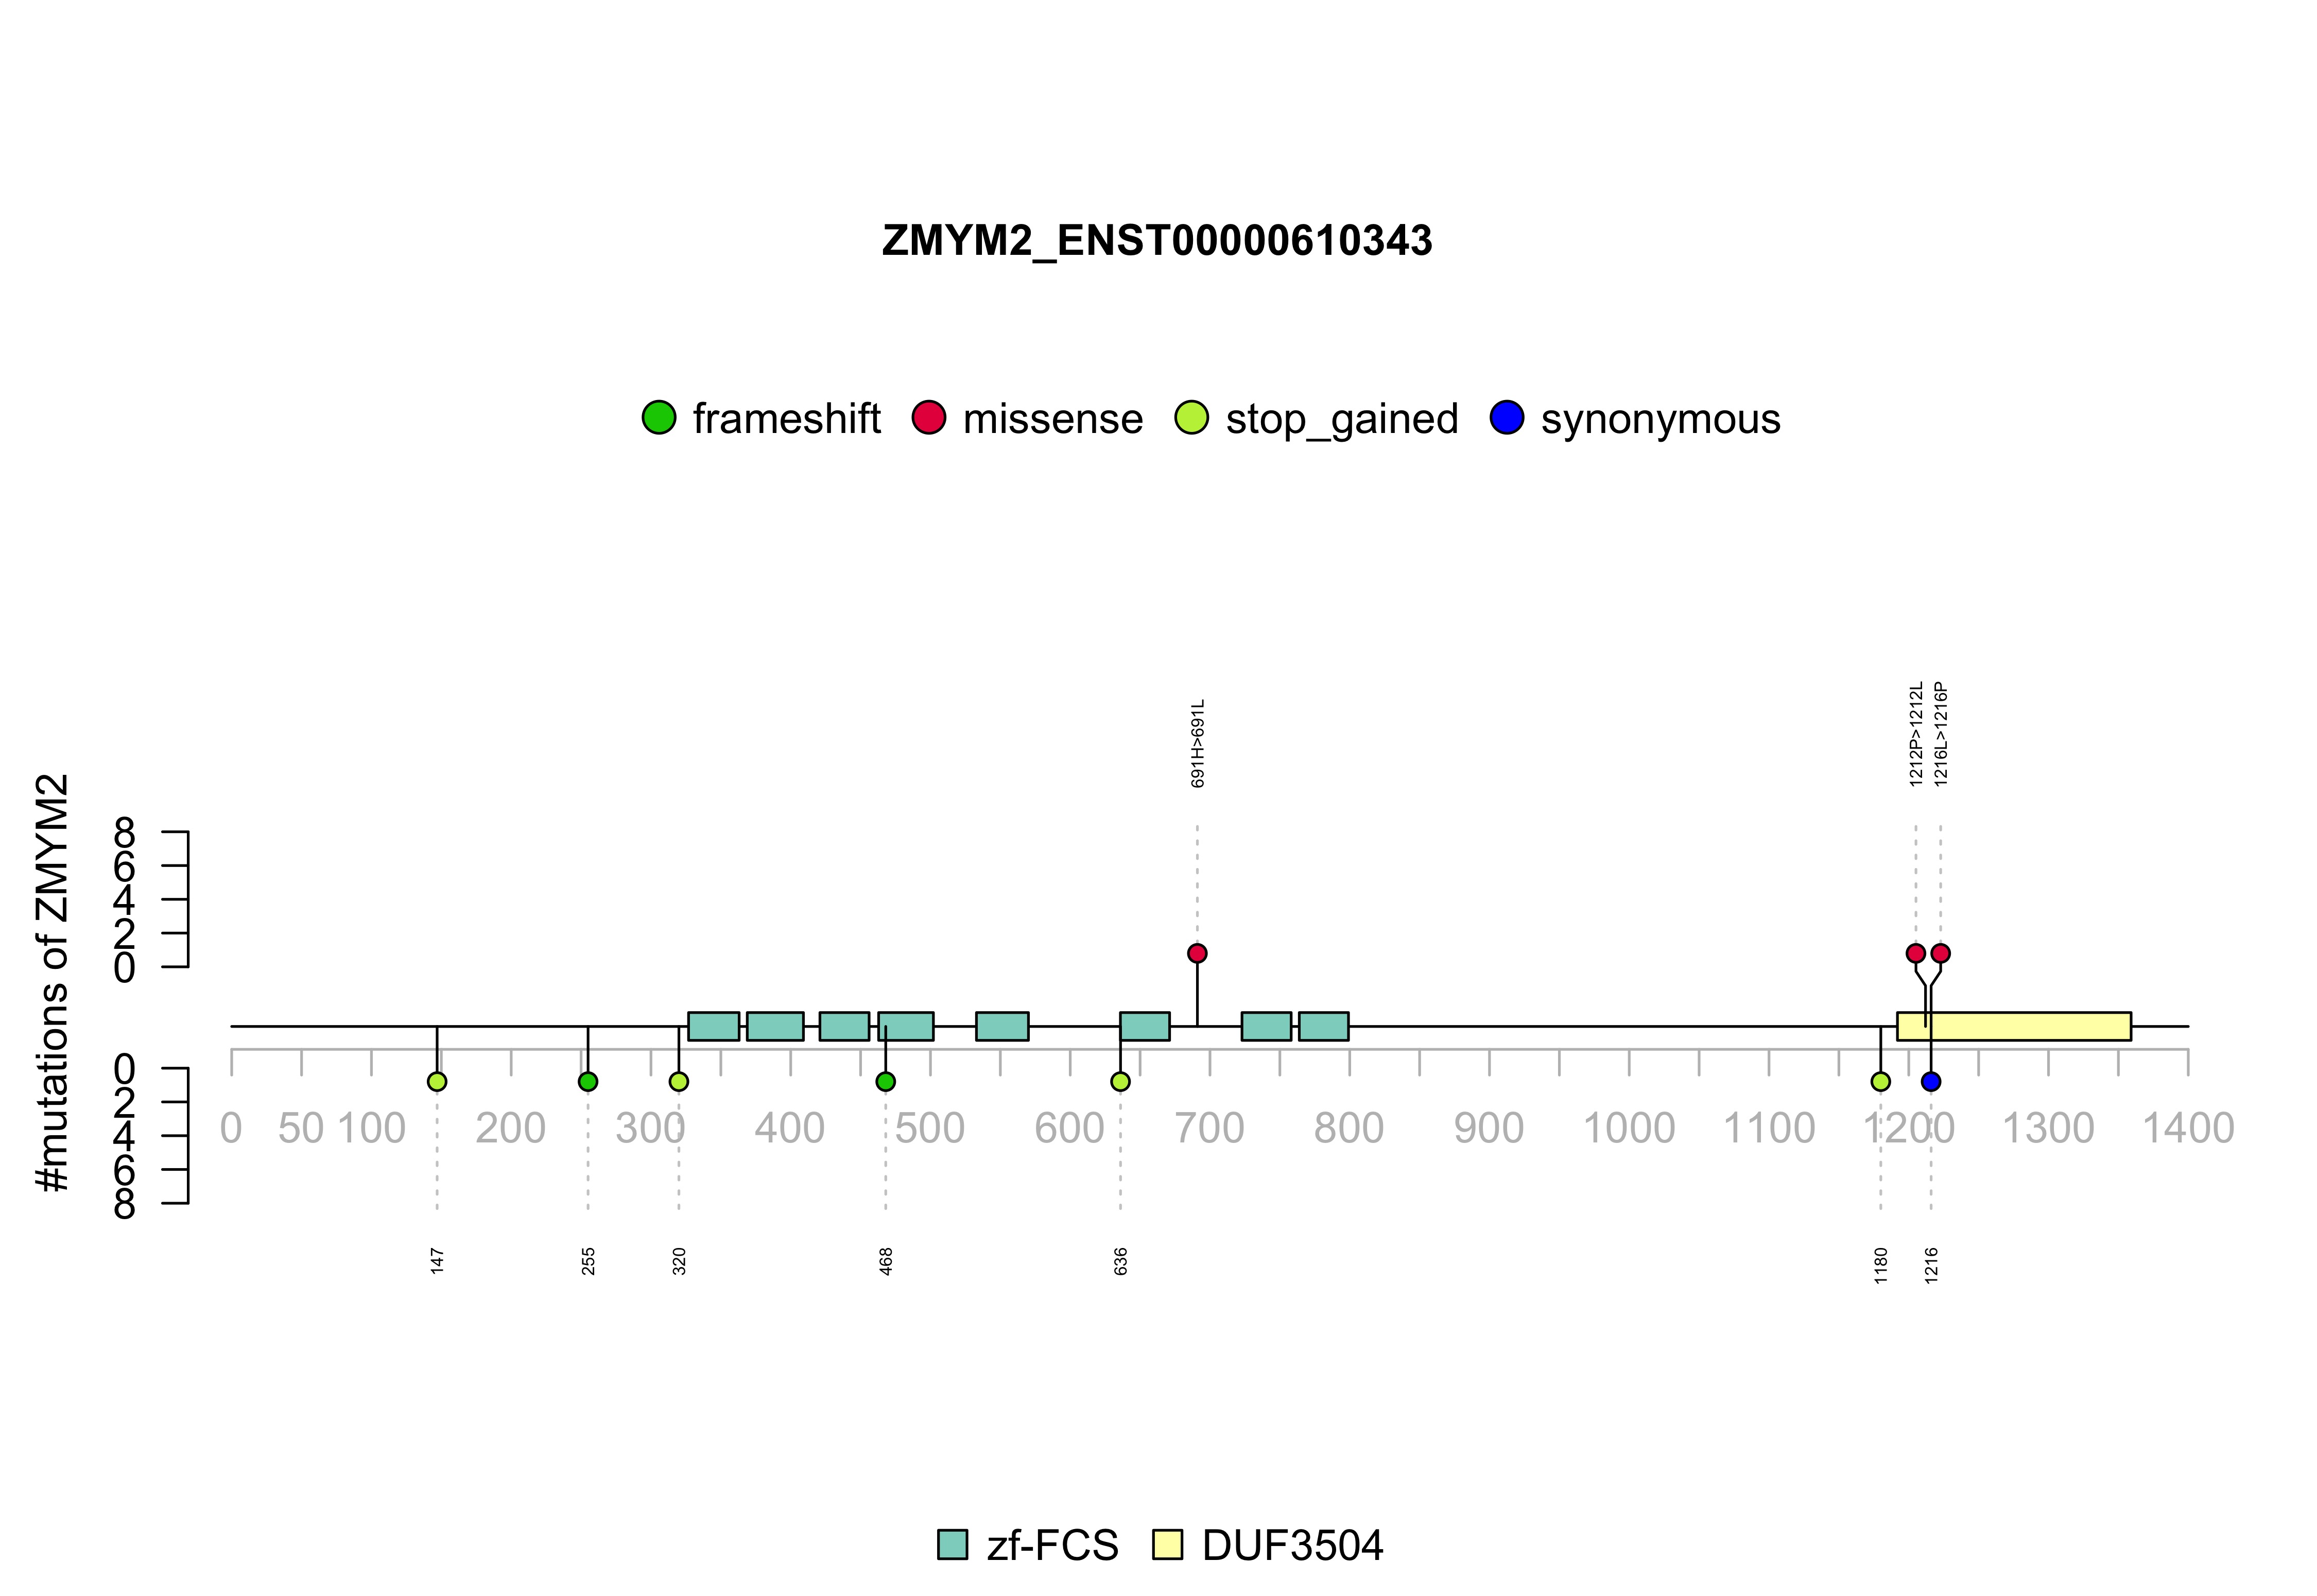 ZMYM2_ENST00000610343
frameshift missense stop_gained synonymous
691H>691L
1212P>1212L
1216L>1216P
#mutations of ZMYM2
8
6
4
2
0
0
2
4
6
8
0 50 100 200 300 400 500 600 700 800 900 1000 1100 1200 1300 1400
147 255 320 468 636 1180 1216
zf-FCS DUF3504